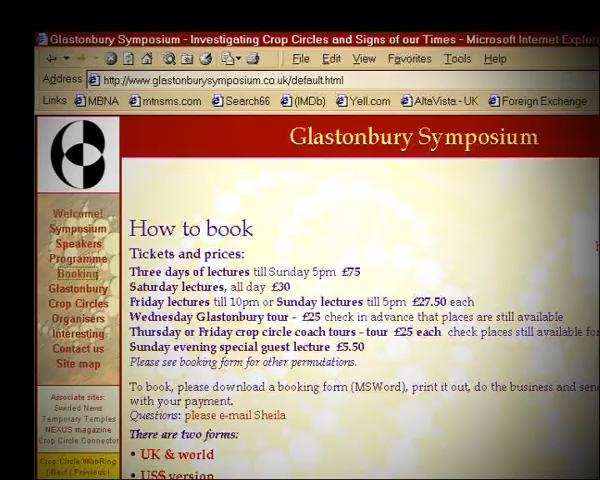 Glastonbury Symposium - Investigating Crop Circles and Signs of our Times - Microsoft Internet
File Edit View Favorites Tools Help
Address http://www.glastonburysymposium.co.uk/default.html
Links MBNA mtnsms.com Search66 (IMDb) Yell.com AltaVista - UK Foreign Exchange
Glastonbury Symposium
Welcome!
Symposium
Speakers
Programme
Booking
Glastonbury
Crop Circles
Organisers
Interesting
Contact us
Site map
Associate sites:
Swirled News
Temporary Temples
NEXUS magazine
Crop Circle Connector
Crop Circle WebRing
[ Next | Previous |
How to book
Tickets and prices:
Three days of lectures till Sunday 5pm £75
Saturday lectures, all day £30
Friday lectures till 10pm or Sunday lectures till 5pm £27.50 each
Wednesday Glastonbury tour - £25 check in advance that places are still available
Thursday or Friday crop circle coach tours - tour £25 each check places still available
Sunday evening special guest lecture £5.50
Please see booking form for other permutations.
To book, please download a booking form (MSWord), print it out, do the business and
with your payment.
Questions: please e-mail Sheila
There are two forms:
• UK & world
• US$ version